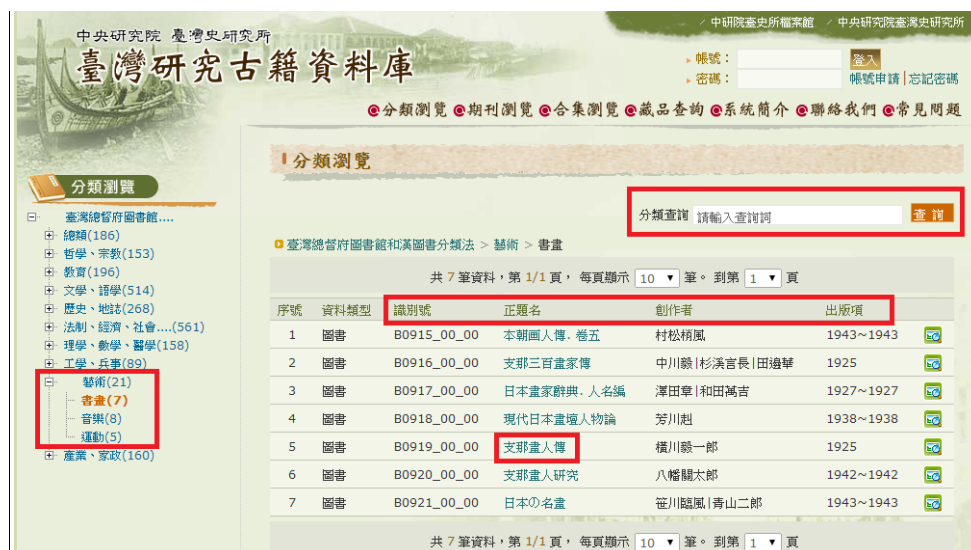 中研院臺史所檔案館 ╱ 中央研究院臺灣史研究所
中央研究院 臺灣史研究所
臺灣研究古籍資料庫
帳號： 登入
密碼： 帳號申請 | 忘記密碼
分類瀏覽 期刊瀏覽 合集瀏覽 藏品查詢 系統簡介 聯絡我們 常見問題
分類瀏覽
臺灣總督府圖書館....
總類(186)
哲學、宗教(153)
教育(196)
文學、語學(514)
歷史、地誌(268)
法制、經濟、社會....(561)
理學、數學、醫學(158)
工學、兵事(89)
藝術(21)
書畫(7)
音樂(8)
運動(5)
產業、家政(160)
分類瀏覽
分類查詢 請輸入查詢詞 查詢
臺灣總督府圖書館和漢圖書分類法 > 藝術 > 書畫
共 7 筆資料，第 1/1 頁， 每頁顯示 10 筆。 到第 1 頁
序號 資料類型 識別號 正題名 創作者 出版項
1 圖書 B0915_00_00 本朝画人傳. 卷五 村松梢風 1943~1943
2 圖書 B0916_00_00 支那三百畫家傳 中川毅|杉溪言長|田邊華 1925
3 圖書 B0917_00_00 日本畫家辭典. 人名編 澤田章|和田萬吉 1927~1927
4 圖書 B0918_00_00 現代日本畫壇人物論 芳川赳 1938~1938
5 圖書 B0919_00_00 支那畫人傳 橫川毅一郎 1925
6 圖書 B0920_00_00 支那畫人研究 八幡關太郎 1942~1942
7 圖書 B0921_00_00 日本の名畫 笹川臨風|青山二郎 1943~1943
共 7 筆資料，第 1/1 頁， 每頁顯示 10 筆。 到第 1 頁